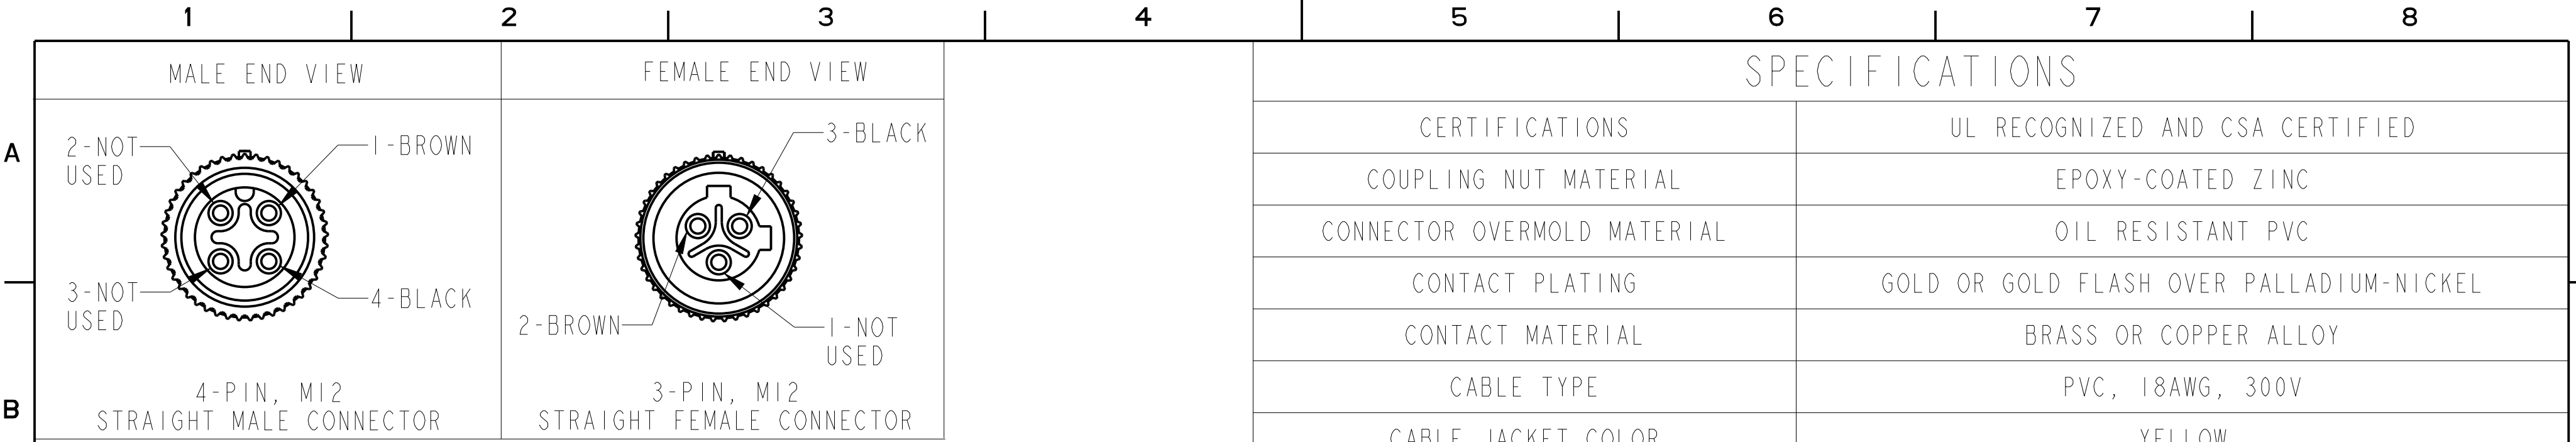 1 2 3 4 5 6 7 8
A
B
MALE END VIEW
2-NOT
USED
1-BROWN
3-NOT
USED
4-BLACK
4-PIN, M12
STRAIGHT MALE CONNECTOR
FEMALE END VIEW
3-BLACK
2-BROWN
1-NOT
USED
3-PIN, M12
STRAIGHT FEMALE CONNECTOR
SPECIFICATIONS
CERTIFICATIONS UL RECOGNIZED AND CSA CERTIFIED
COUPLING NUT MATERIAL EPOXY-COATED ZINC
CONNECTOR OVERMOLD MATERIAL OIL RESISTANT PVC
CONTACT PLATING GOLD OR GOLD FLASH OVER PALLADIUM-NICKEL
CONTACT MATERIAL BRASS OR COPPER ALLOY
CABLE TYPE PVC, 18AWG, 300V
CABLE JACKET COLOR YELLOW